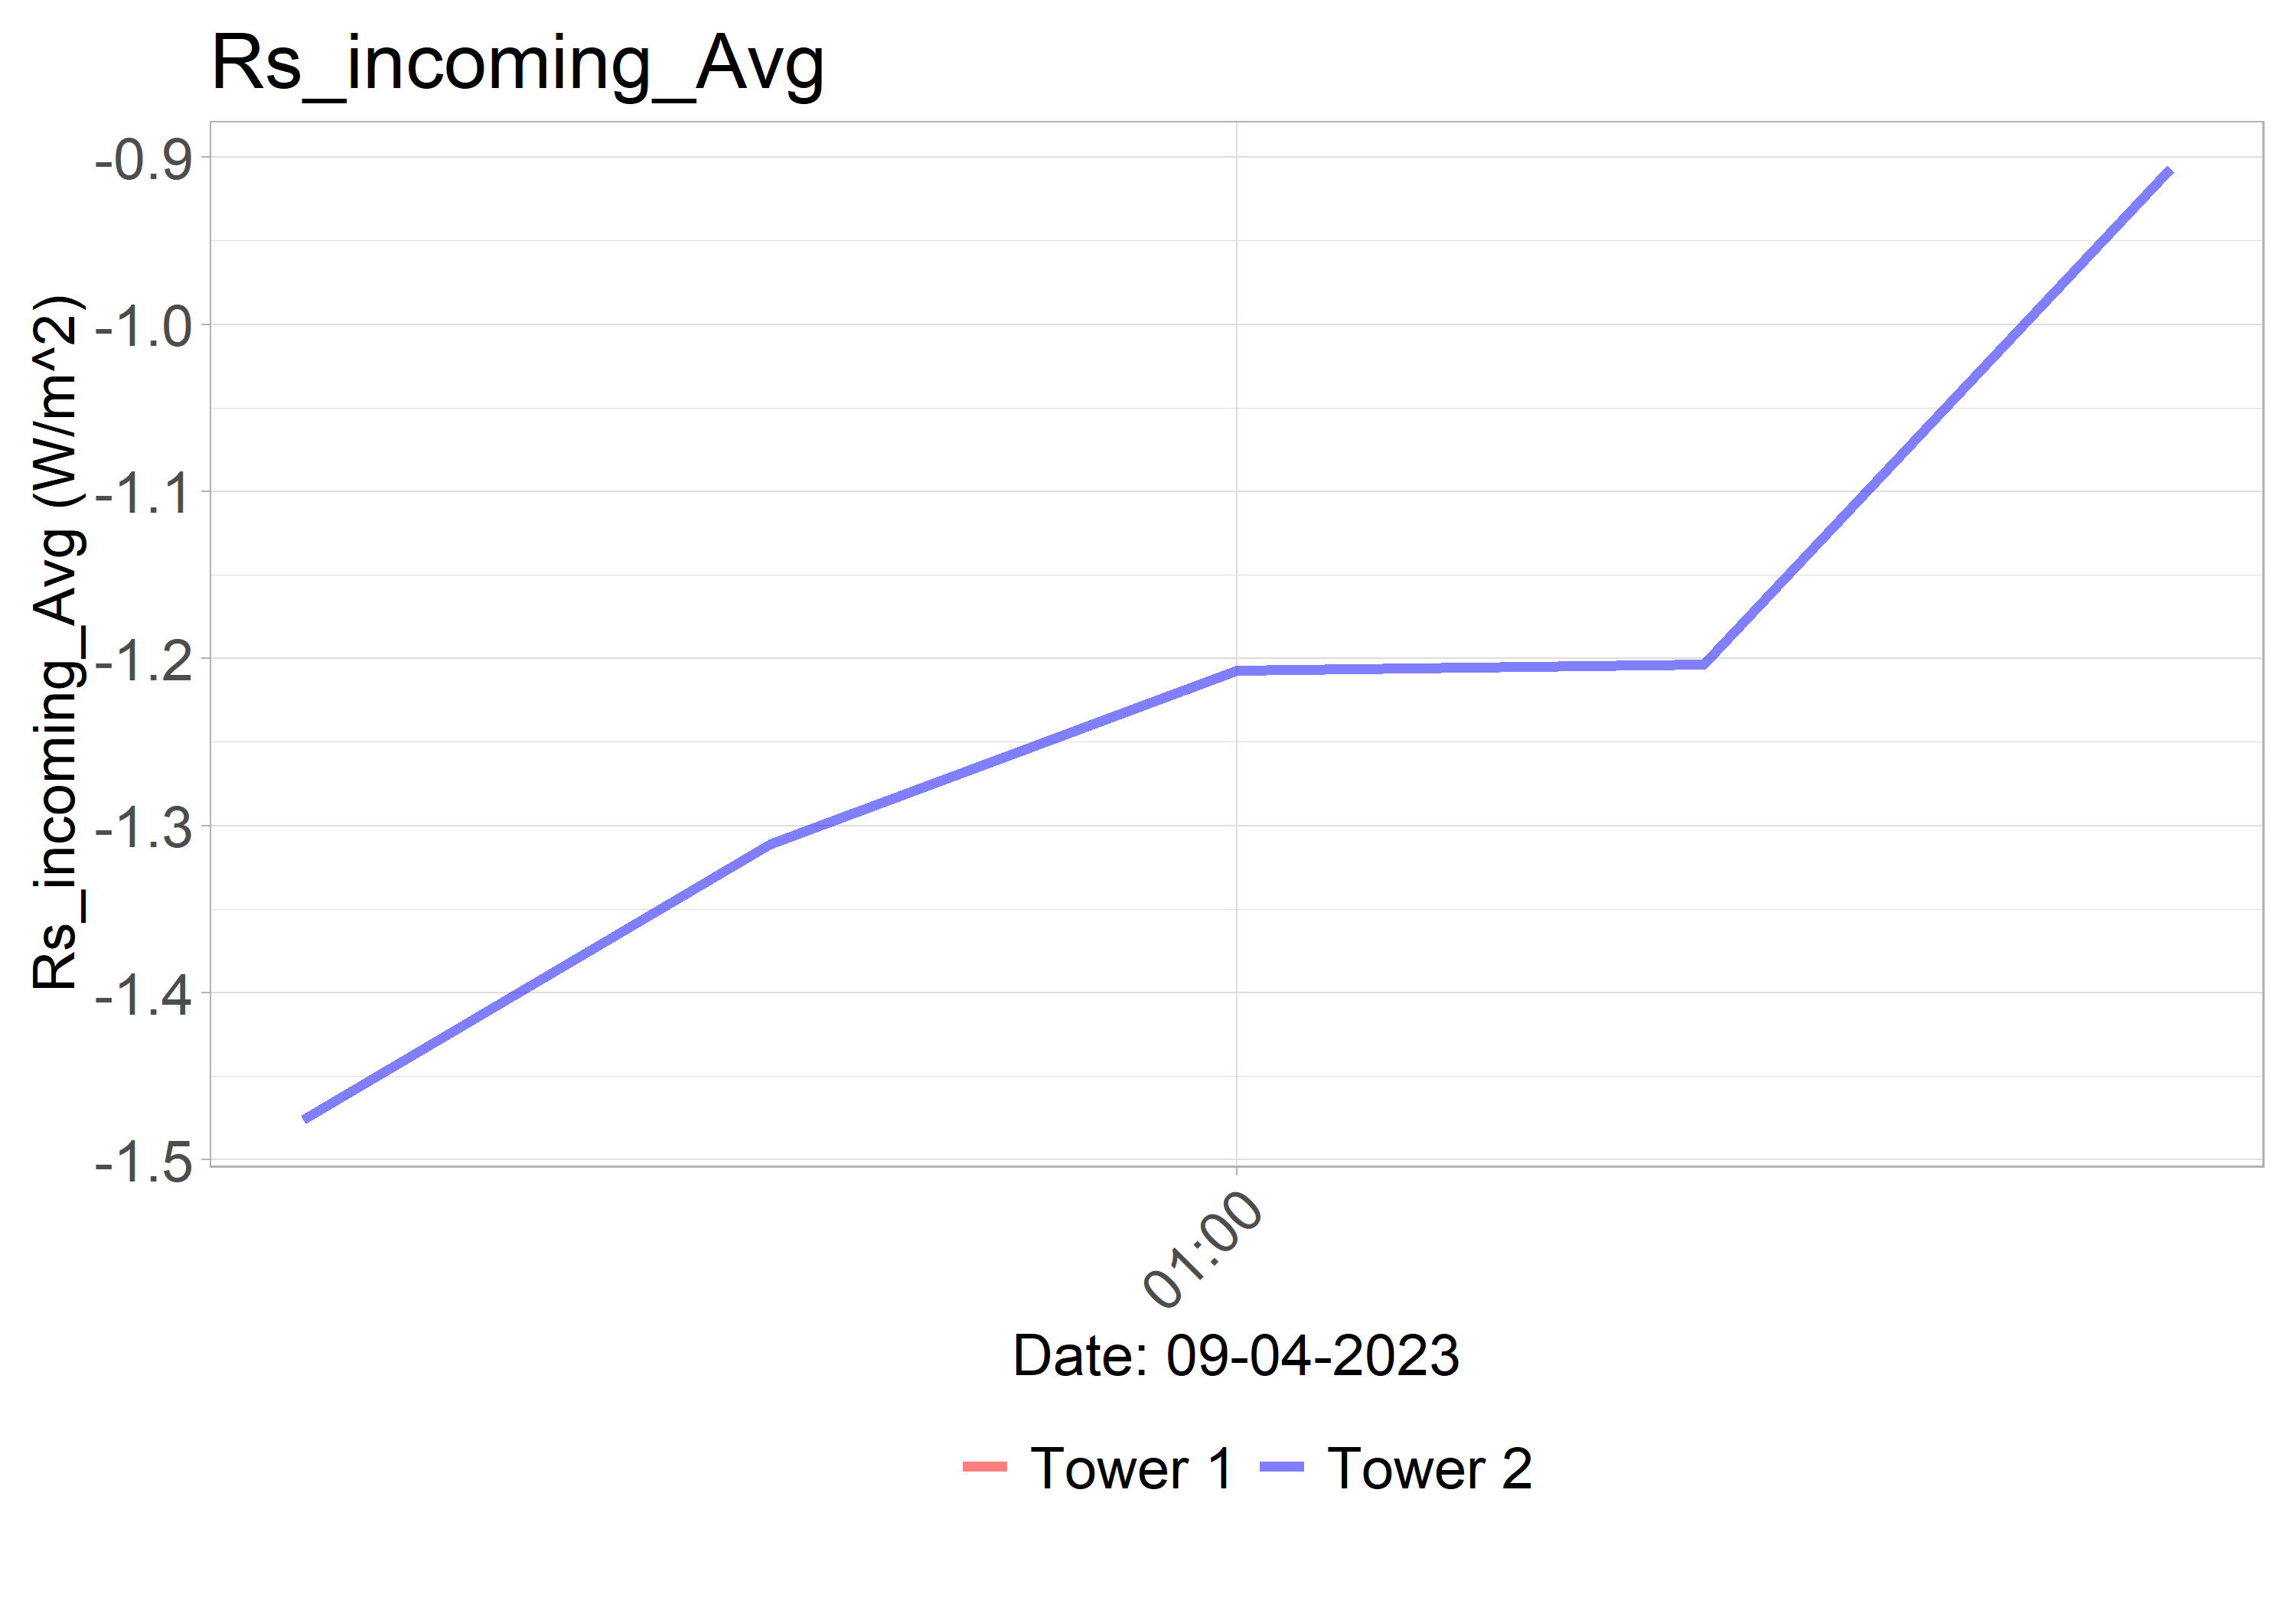 Rs_incoming_Avg
Rs_incoming_Avg (W/m^2)
-0.9
-1.0
-1.1
-1.2
-1.3
-1.4
-1.5
01:00
Date: 09-04-2023
Tower 1 Tower 2